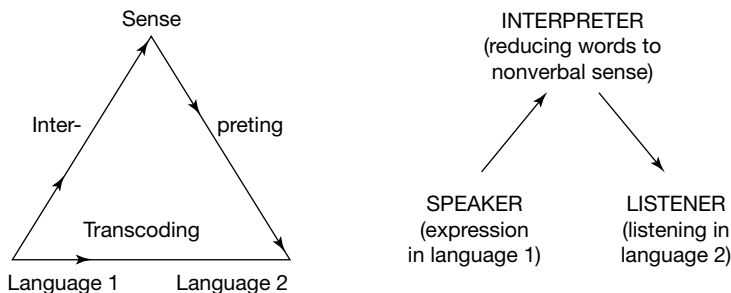 Sense
Inter-
preting
Transcoding
Language 1
Language 2
INTERPRETER
(reducing words to
nonverbal sense)
SPEAKER
(expression
in language 1)
LISTENER
(listening in
language 2)